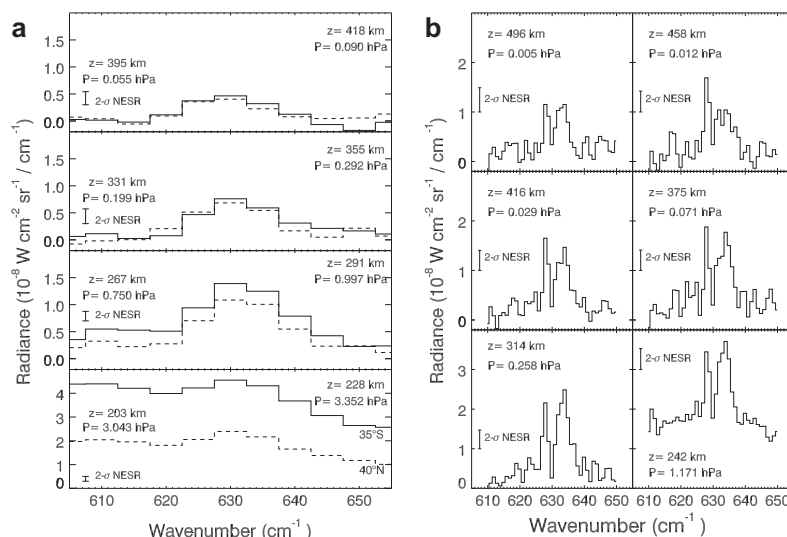 a
z= 418 km
P= 0.090 hPa
z= 395 km
P= 0.055 hPa
2-σ NESR
1.5
1.0
0.5
0.0
z= 355 km
P= 0.292 hPa
z= 331 km
P= 0.199 hPa
2-σ NESR
1.5
1.0
0.5
0.0
z= 291 km
P= 0.997 hPa
z= 267 km
P= 0.750 hPa
2-σ NESR
1.5
1.0
0.5
0.0
z= 228 km
P= 3.352 hPa
z= 203 km
P= 3.043 hPa
35°S
40°N
2-σ NESR
4
3
2
1
0
610 620 630 640 650
Wavenumber (cm⁻¹)
Radiance (10⁻⁸ W cm⁻² sr⁻¹ / cm⁻¹)
b
z= 496 km
P= 0.005 hPa
2-σ NESR
z= 458 km
P= 0.012 hPa
2-σ NESR
2
1
0
z= 416 km
P= 0.029 hPa
2-σ NESR
z= 375 km
P= 0.071 hPa
2-σ NESR
2
1
0
z= 314 km
P= 0.258 hPa
2-σ NESR
2-σ NESR
z= 242 km
P= 1.171 hPa
3
2
1
0
610 620 630 640 650
610 620 630 640 650
Wavenumber (cm⁻¹)
Radiance (10⁻⁸ W cm⁻² sr⁻¹ / cm⁻¹)